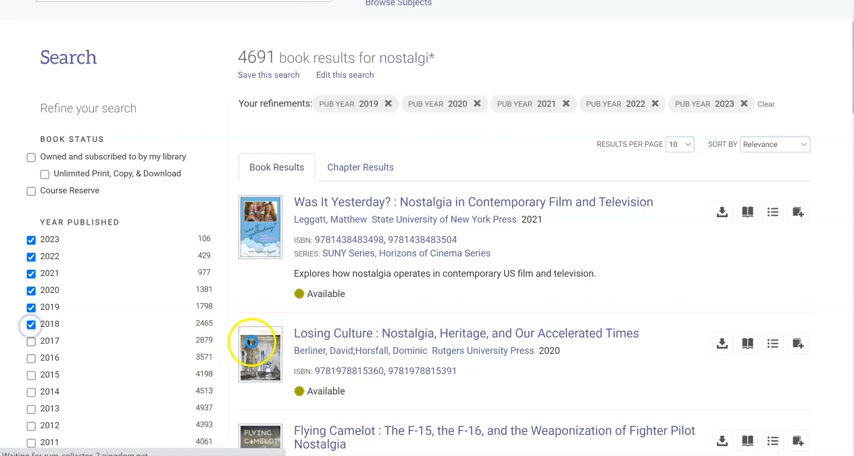 Browse Subjects
Search
4691 book results for nostalgi*
Save this search Edit this search
Refine your search
Your refinements: PUB YEAR 2019 ✖ PUB YEAR 2020 ✖ PUB YEAR 2021 ✖ PUB YEAR 2022 ✖ PUB YEAR 2023 ✖ Clear
BOOK STATUS
Owned and subscribed to by my library
Unlimited Print, Copy, & Download
Course Reserve
RESULTS PER PAGE 10 SORT BY Relevance
Book Results Chapter Results
YEAR PUBLISHED
2023 106
2022 429
2021 977
2020 1381
2019 1798
2018 2465
2017 2879
2016 3571
2015 4198
2014 4513
2013 4937
2012 4393
2011 4061
Was It Yesterday? : Nostalgia in Contemporary Film and Television
Leggatt, Matthew State University of New York Press 2021
ISBN: 9781438483498, 9781438483504
SERIES: SUNY Series, Horizons of Cinema Series
Explores how nostalgia operates in contemporary US film and television.
Available
Losing Culture : Nostalgia, Heritage, and Our Accelerated Times
Berliner, David;Horsfall, Dominic Rutgers University Press 2020
ISBN: 9781978815360, 9781978815391
Available
FLYING
CAMELOT
Flying Camelot : The F-15, the F-16, and the Weaponization of Fighter Pilot
Nostalgia